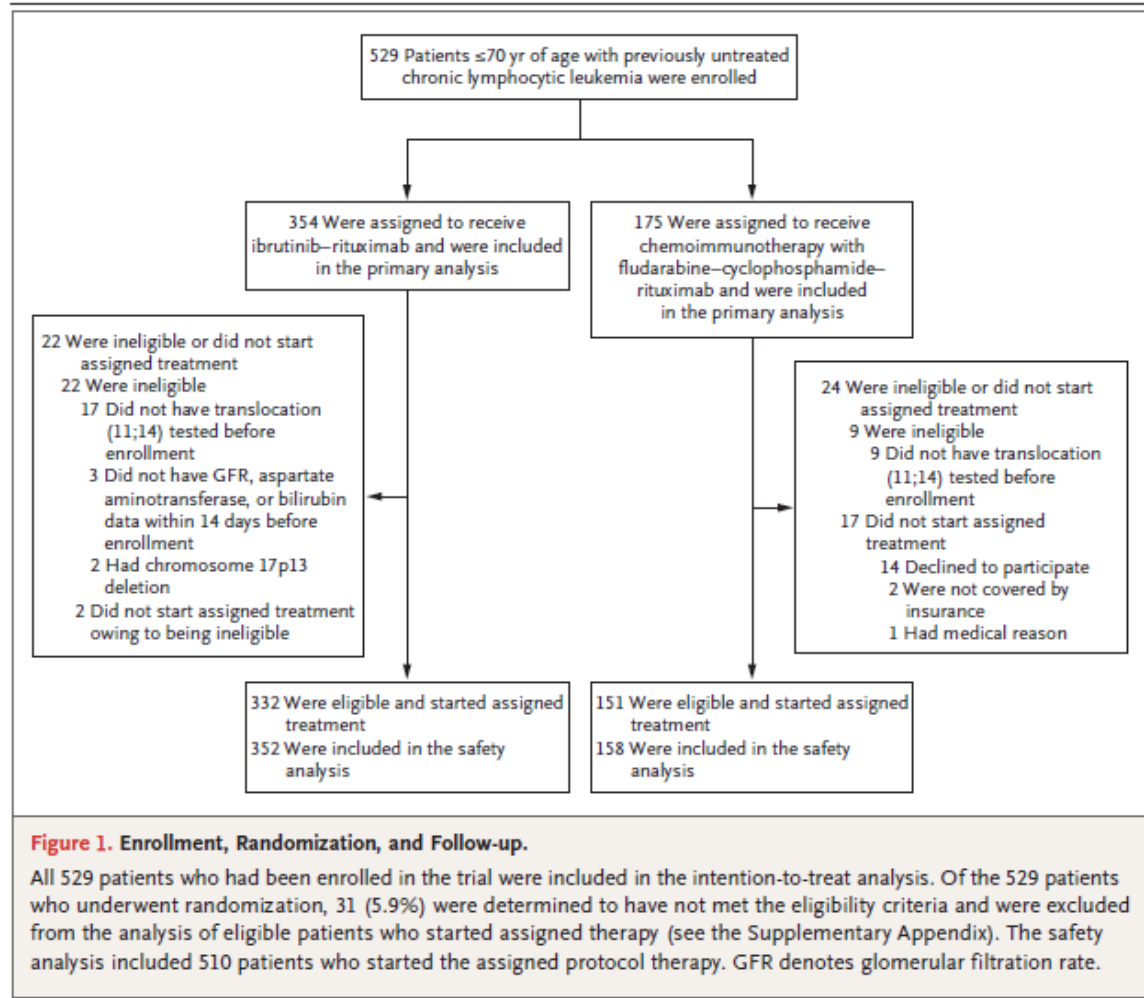 529 Patients ≤70 yr of age with previously untreated
chronic lymphocytic leukemia were enrolled
354 Were assigned to receive
ibrutinib–rituximab and were included
in the primary analysis
175 Were assigned to receive
chemoimmunotherapy with
fludarabine–cyclophosphamide–
rituximab and were included
in the primary analysis
22 Were ineligible or did not start
assigned treatment
22 Were ineligible
17 Did not have translocation
(11;14) tested before
enrollment
3 Did not have GFR, aspartate
aminotransferase, or bilirubin
data within 14 days before
enrollment
2 Had chromosome 17p13
deletion
2 Did not start assigned treatment
owing to being ineligible
24 Were ineligible or did not start
assigned treatment
9 Were ineligible
9 Did not have translocation
(11;14) tested before
enrollment
17 Did not start assigned
treatment
14 Declined to participate
2 Were not covered by
insurance
1 Had medical reason
332 Were eligible and started assigned
treatment
352 Were included in the safety
analysis
151 Were eligible and started assigned
treatment
158 Were included in the safety
analysis
Figure 1. Enrollment, Randomization, and Follow-up.
All 529 patients who had been enrolled in the trial were included in the intention-to-treat analysis. Of the 529 patients
who underwent randomization, 31 (5.9%) were determined to have not met the eligibility criteria and were excluded
from the analysis of eligible patients who started assigned therapy (see the Supplementary Appendix). The safety
analysis included 510 patients who started the assigned protocol therapy. GFR denotes glomerular filtration rate.